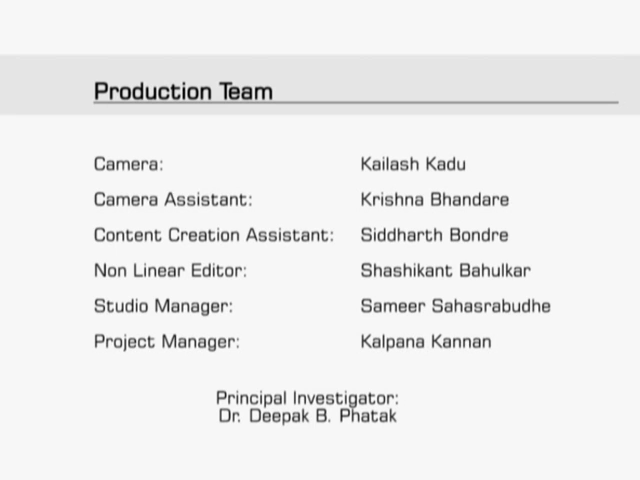 Production Team
Camera: Kailash Kadu
Camera Assistant: Krishna Bhandare
Content Creation Assistant: Siddharth Bondre
Non Linear Editor: Shashikant Bahulkar
Studio Manager: Sameer Sahasrabudhe
Project Manager: Kalpana Kannan
Principal Investigator:
Dr. Deepak B. Phatak